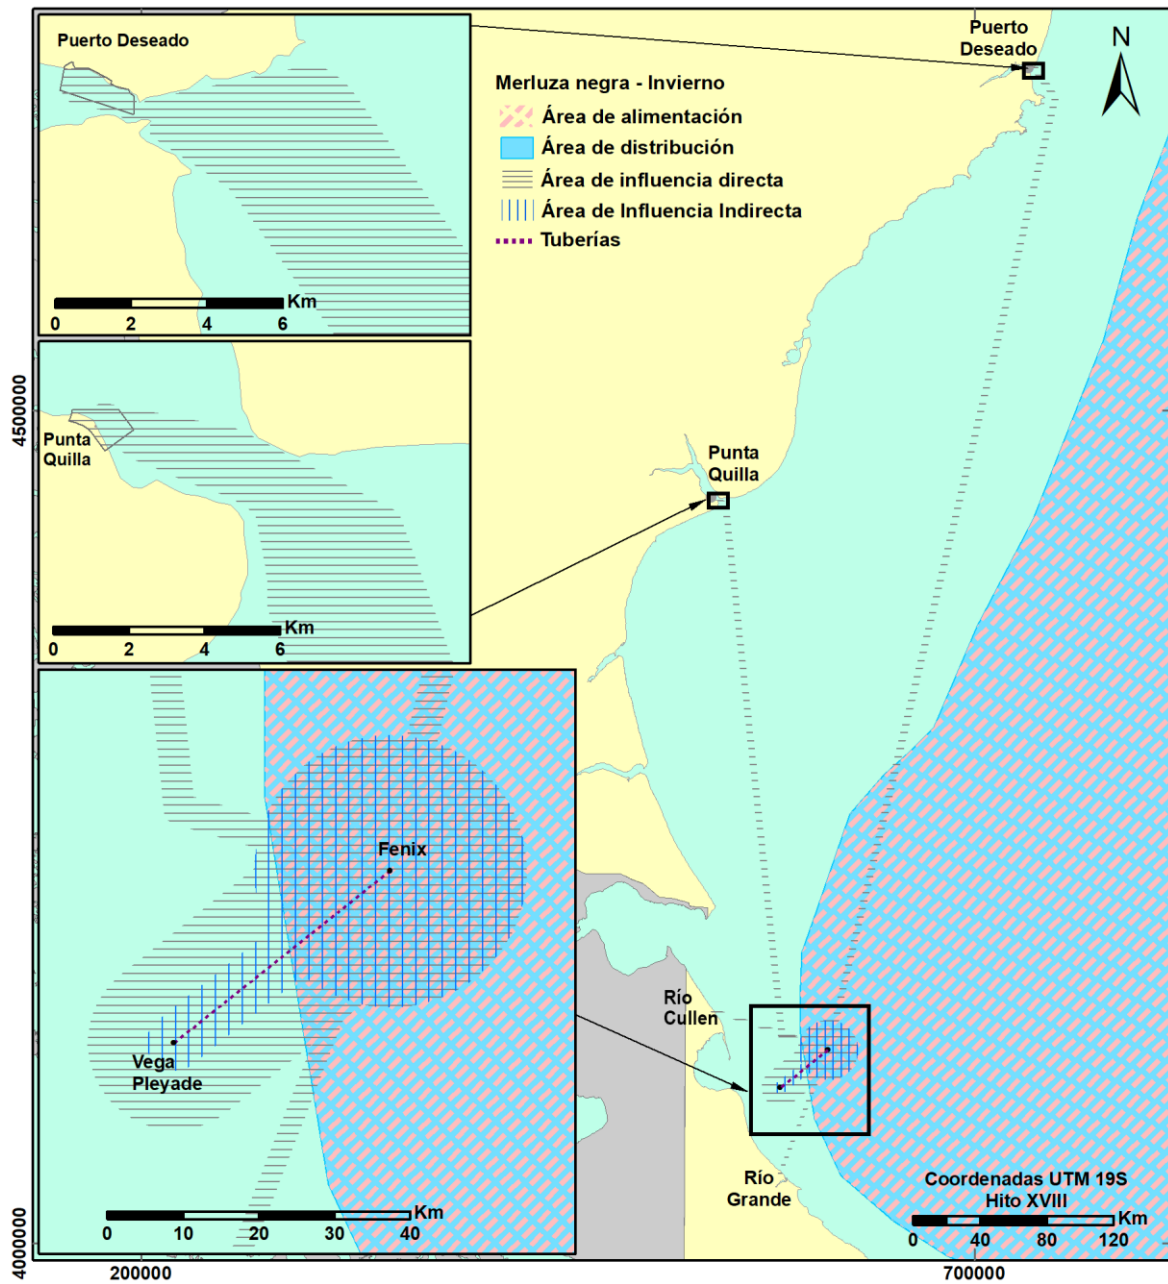 Puerto Deseado
Km
0 2 4 6
Punta
Quilla
Km
0 2 4 6
Fenix
Vega
Pleyade
0 10 20 30 40
Km
Merluza negra - Invierno
Área de alimentación
Área de distribución
Área de influencia directa
Área de Influencia Indirecta
Tuberías
Puerto
Deseado
N
Punta
Quilla
Río
Cullen
Río
Grande
Coordenadas UTM 19S
Hito XVIII
Km
0 40 80 120
4500000
4000000
200000
700000